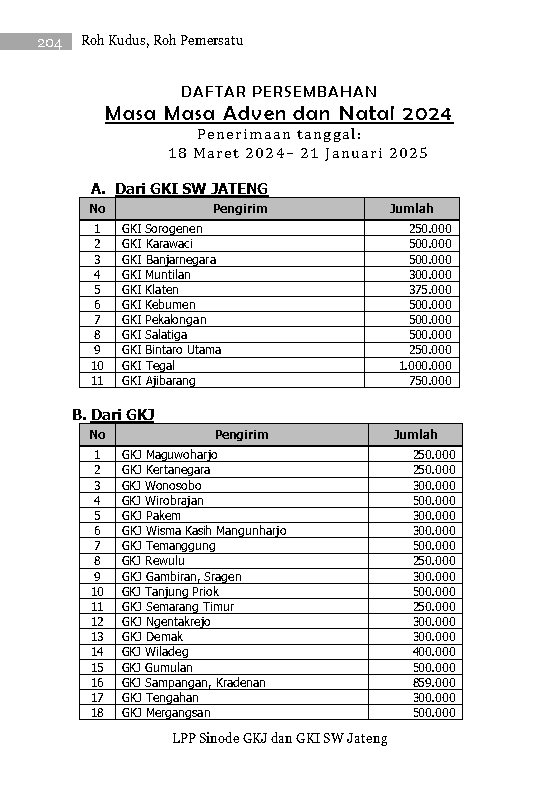 204 Roh Kudus, Roh Pemersatu
DAFTAR PERSEMBAHAN
Masa Masa Adven dan Natal 2024
Penerimaan tanggal:
18 Maret 2024– 21 Januari 2025
A. Dari GKI SW JATENG
No Pengirim Jumlah
1 GKI Sorogenen 250.000
2 GKI Karawaci 500.000
3 GKI Banjarnegara 500.000
4 GKI Muntilan 300.000
5 GKI Klaten 375.000
6 GKI Kebumen 500.000
7 GKI Pekalongan 500.000
8 GKI Salatiga 500.000
9 GKI Bintaro Utama 250.000
10 GKI Tegal 1.000.000
11 GKI Ajibarang 750.000
B. Dari GKJ
No Pengirim Jumlah
1 GKJ Maguwoharjo 250.000
2 GKJ Kertanegara 250.000
3 GKJ Wonosobo 300.000
4 GKJ Wirobrajan 500.000
5 GKJ Pakem 300.000
6 GKJ Wisma Kasih Mangunharjo 300.000
7 GKJ Temanggung 500.000
8 GKJ Rewulu 250.000
9 GKJ Gambiran, Sragen 300.000
10 GKJ Tanjung Priok 500.000
11 GKJ Semarang Timur 250.000
12 GKJ Ngentakrejo 300.000
13 GKJ Demak 300.000
14 GKJ Wiladeg 400.000
15 GKJ Gumulan 500.000
16 GKJ Sampangan, Kradenan 859.000
17 GKJ Tengahan 300.000
18 GKJ Mergangsan 500.000
LPP Sinode GKJ dan GKI SW Jateng